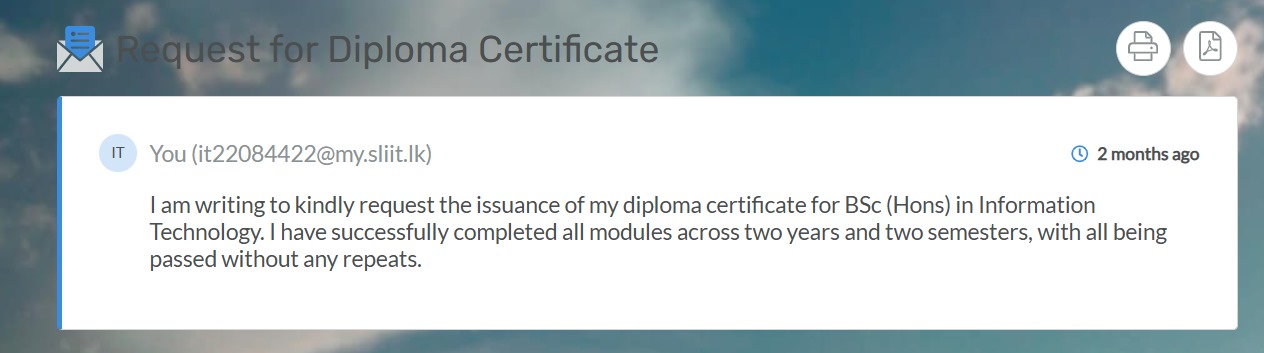 Request for Diploma Certificate
IT
You (it22084422@my.sliit.lk)
2 months ago
I am writing to kindly request the issuance of my diploma certificate for BSc (Hons) in Information
Technology. I have successfully completed all modules across two years and two semesters, with all being
passed without any repeats.